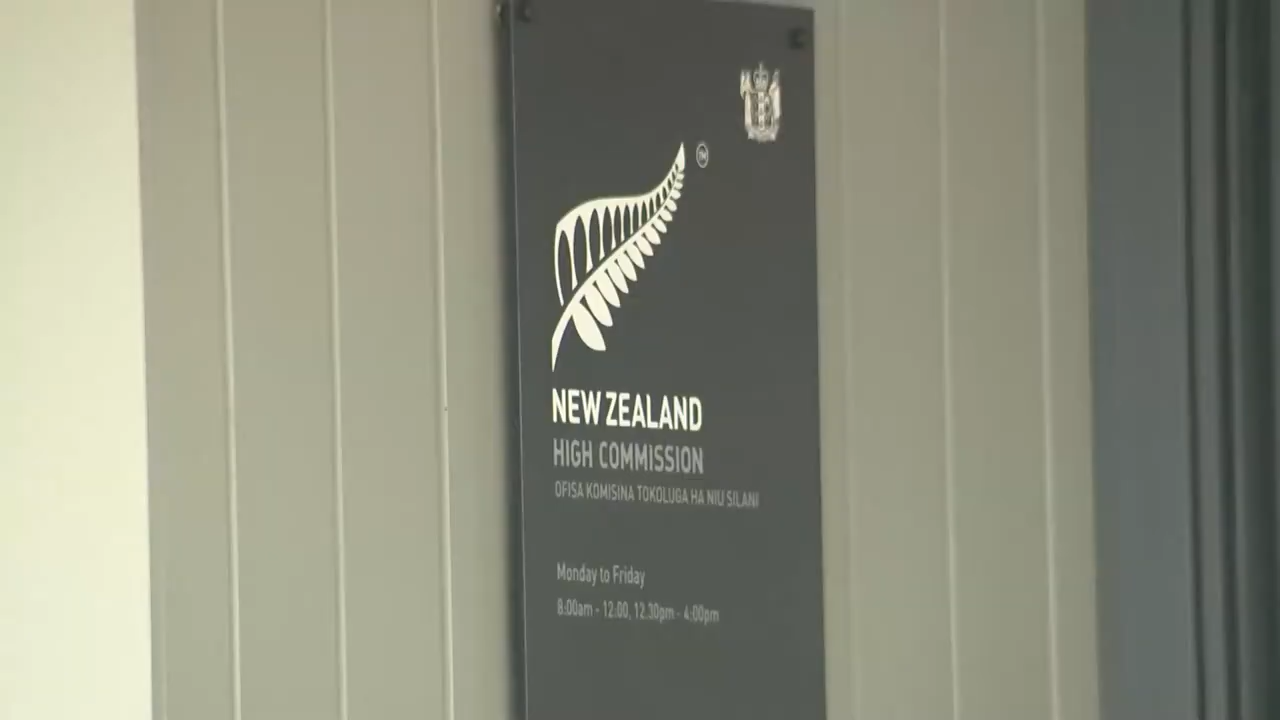 TM
NEW ZEALAND
HIGH COMMISSION
OFISA KOMISINA TOKOLUGA HA NIU SILANI
Monday to Friday
8:00am - 12:00, 12.30pm - 4:00pm